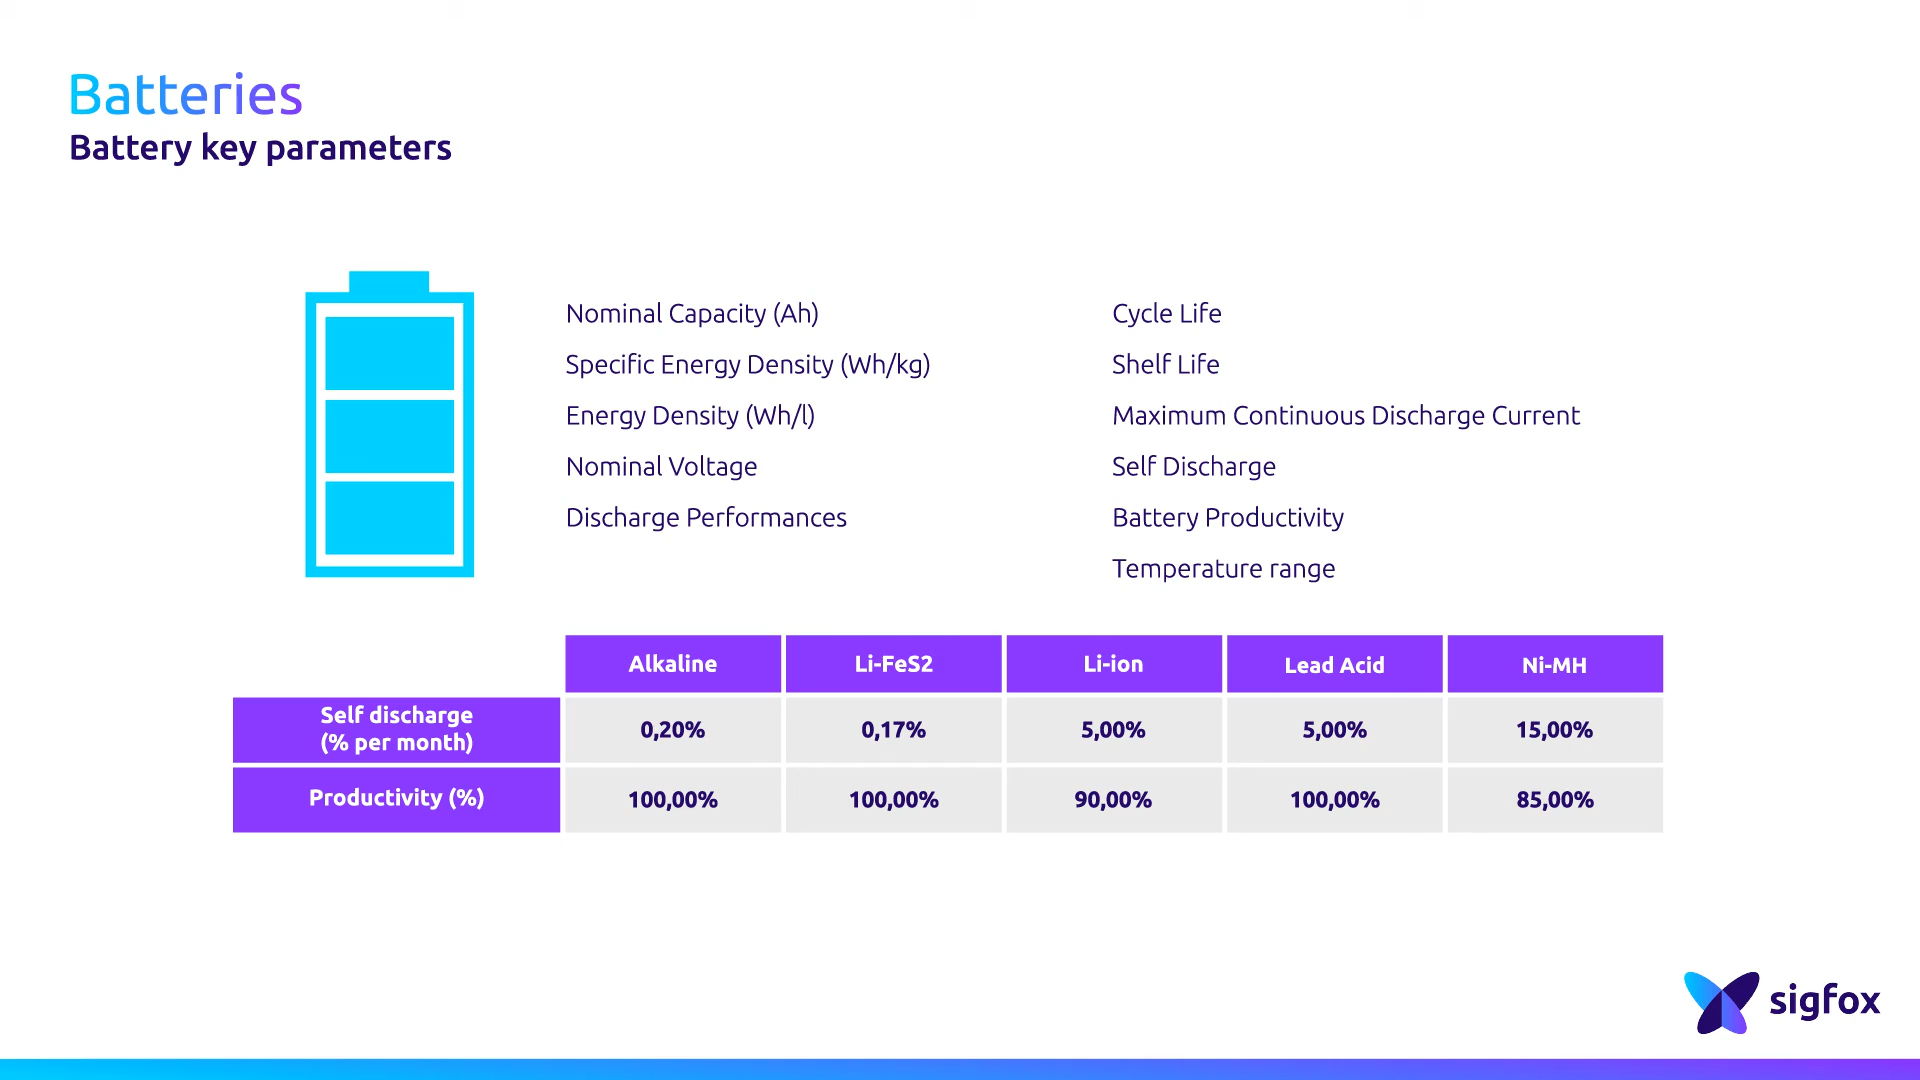 Batteries
Battery key parameters
Nominal Capacity (Ah)
Specific Energy Density (Wh/kg)
Energy Density (Wh/l)
Nominal Voltage
Discharge Performances
Cycle Life
Shelf Life
Maximum Continuous Discharge Current
Self Discharge
Battery Productivity
Temperature range
Alkaline Li-FeS2 Li-ion Lead Acid Ni-MH
Self discharge
(% per month) 0,20% 0,17% 5,00% 5,00% 15,00%
Productivity (%) 100,00% 100,00% 90,00% 100,00% 85,00%
sigfox